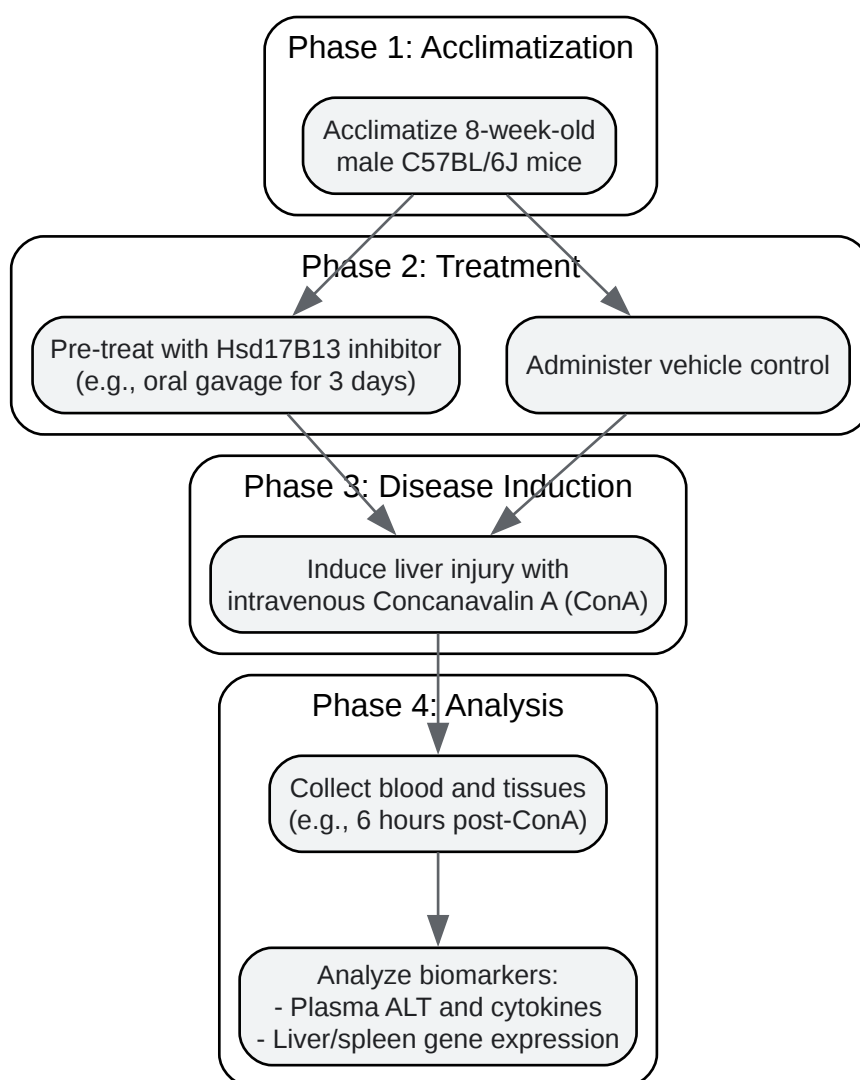 Phase 1: Acclimatization
Acclimatize 8-week-old
male C57BL/6J mice
Phase 2: Treatment
Pre-treat with Hsd17B13 inhibitor
(e.g., oral gavage for 3 days)
Administer vehicle control
Phase 3: Disease Induction
Induce liver injury with
intravenous Concanavalin A (ConA)
Phase 4: Analysis
Collect blood and tissues
(e.g., 6 hours post-ConA)
Analyze biomarkers:
- Plasma ALT and cytokines
- Liver/spleen gene expression